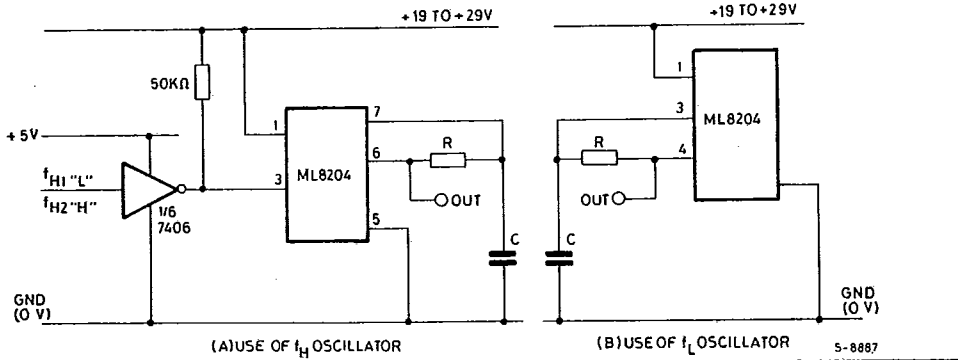 +19 TO +29V
50KΩ
+5V
fH1 "L"
fH2 "H"
1/6
7406
1
3
ML8204
7
6
5
R
OUT
C
GND
(0 V)
(A) USE OF fH OSCILLATOR
+19 TO +29V
1
3
4
ML8204
R
OUT
C
GND
(0 V)
(B) USE OF fL OSCILLATOR
5-8887